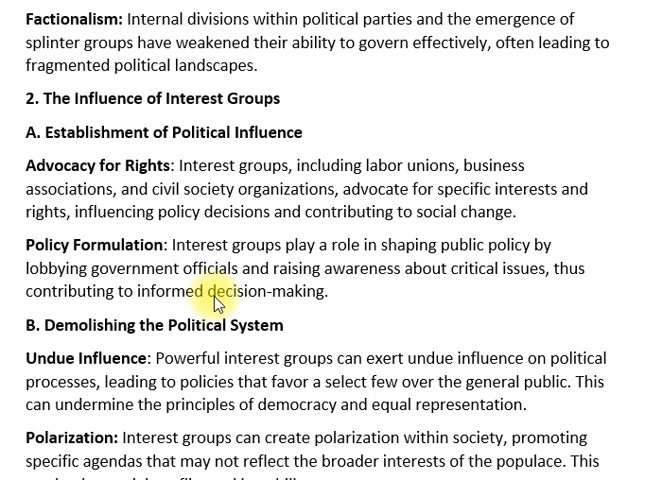 Factionalism: Internal divisions within political parties and the emergence of
splinter groups have weakened their ability to govern effectively, often leading to
fragmented political landscapes.
2. The Influence of Interest Groups
A. Establishment of Political Influence
Advocacy for Rights: Interest groups, including labor unions, business
associations, and civil society organizations, advocate for specific interests and
rights, influencing policy decisions and contributing to social change.
Policy Formulation: Interest groups play a role in shaping public policy by
lobbying government officials and raising awareness about critical issues, thus
contributing to informed decision-making.
B. Demolishing the Political System
Undue Influence: Powerful interest groups can exert undue influence on political
processes, leading to policies that favor a select few over the general public. This
can undermine the principles of democracy and equal representation.
Polarization: Interest groups can create polarization within society, promoting
specific agendas that may not reflect the broader interests of the populace. This